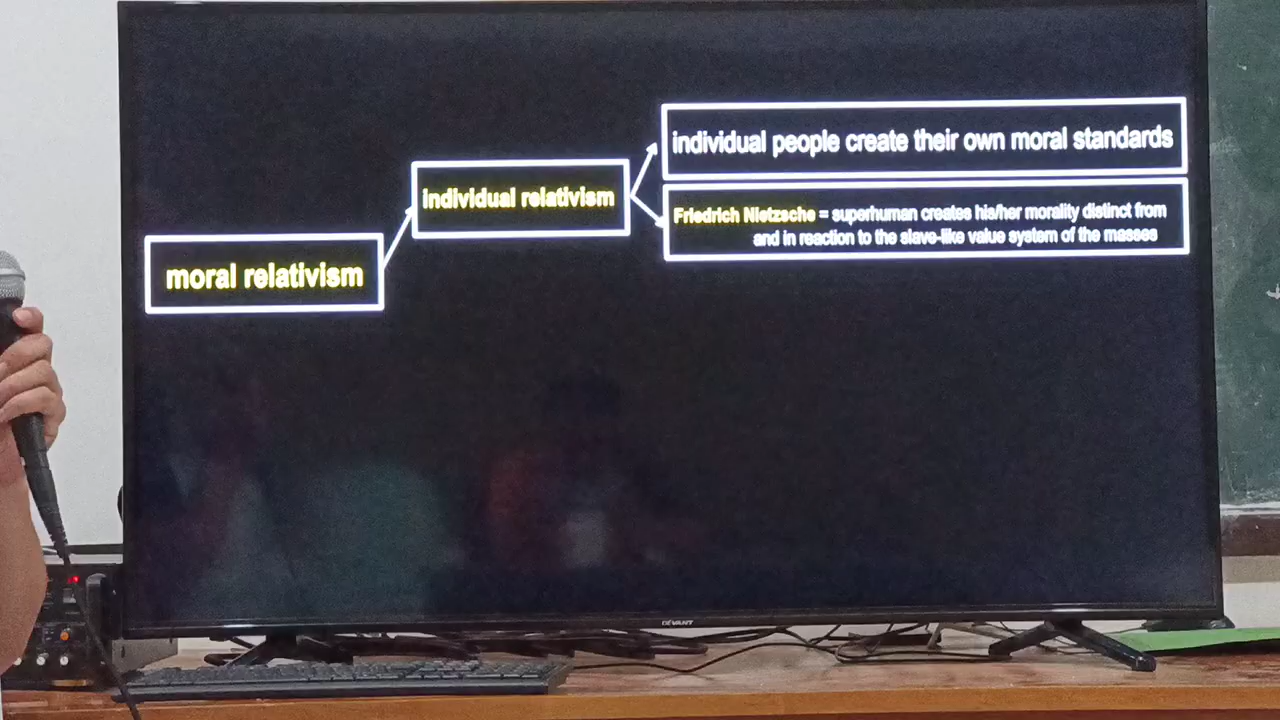 individual people create their own moral standards
individual relativism
Friedrich Nietzsche = superhuman creates his/her morality distinct from
and in reaction to the slave-like value system of the masses
moral relativism
DEVANT